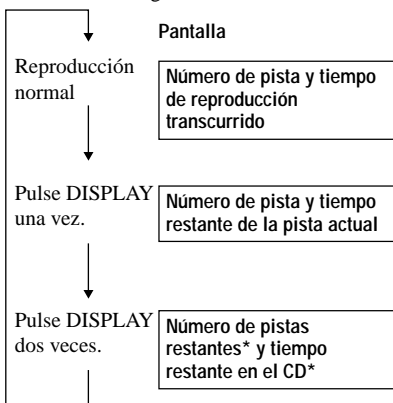 Pantalla
Reproducción
normal
Número de pista y tiempo
de reproducción
transcurrido
Pulse DISPLAY
una vez.
Número de pista y tiempo
restante de la pista actual
Pulse DISPLAY
dos veces.
Número de pistas
restantes* y tiempo
restante en el CD*